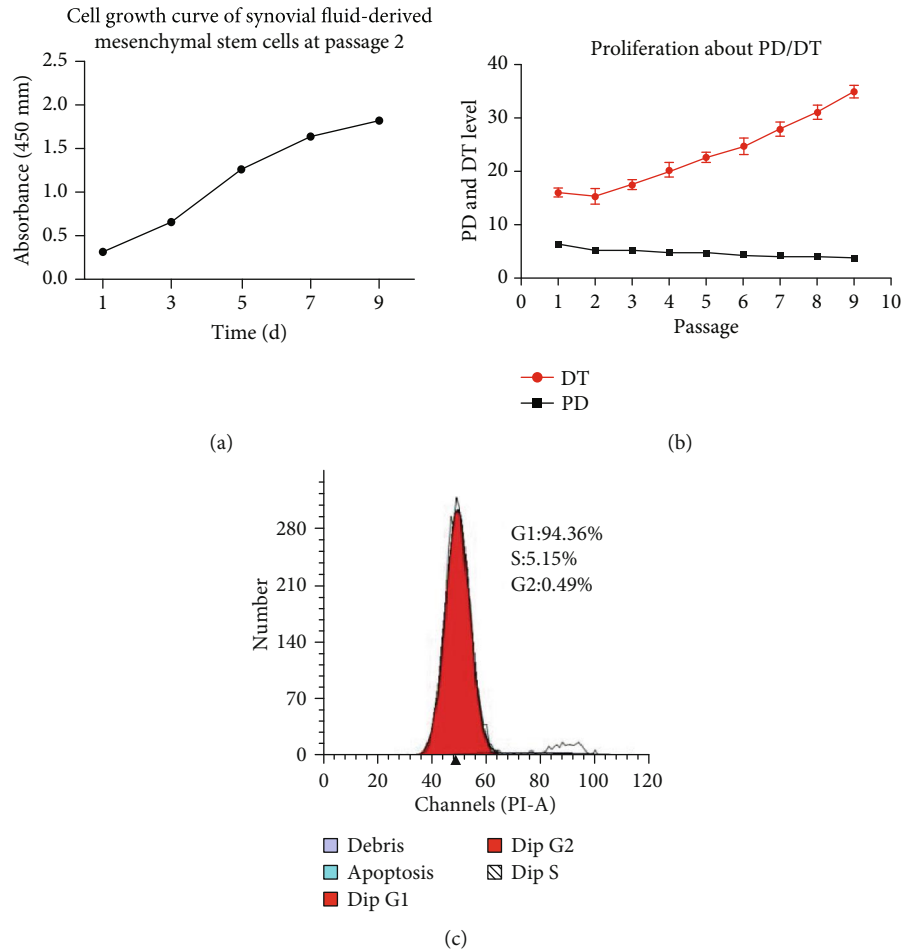 Cell growth curve of synovial fluid-derived
mesenchymal stem cells at passage 2
2.5
2.0
1.5
1.0
0.5
0.0
Absorbance (450 mm)
1 3 5 7 9
Time (d)
(a)
Proliferation about PD/DT
40
30
20
10
0
PD and DT level
0 1 2 3 4 5 6 7 8 9 10
Passage
DT
PD
(b)
280
210
140
70
0
Number
G1:94.36%
S:5.15%
G2:0.49%
0 20 40 60 80 100 120
Channels (PI-A)
Debris
Apoptosis
Dip G1
Dip G2
Dip S
(c)